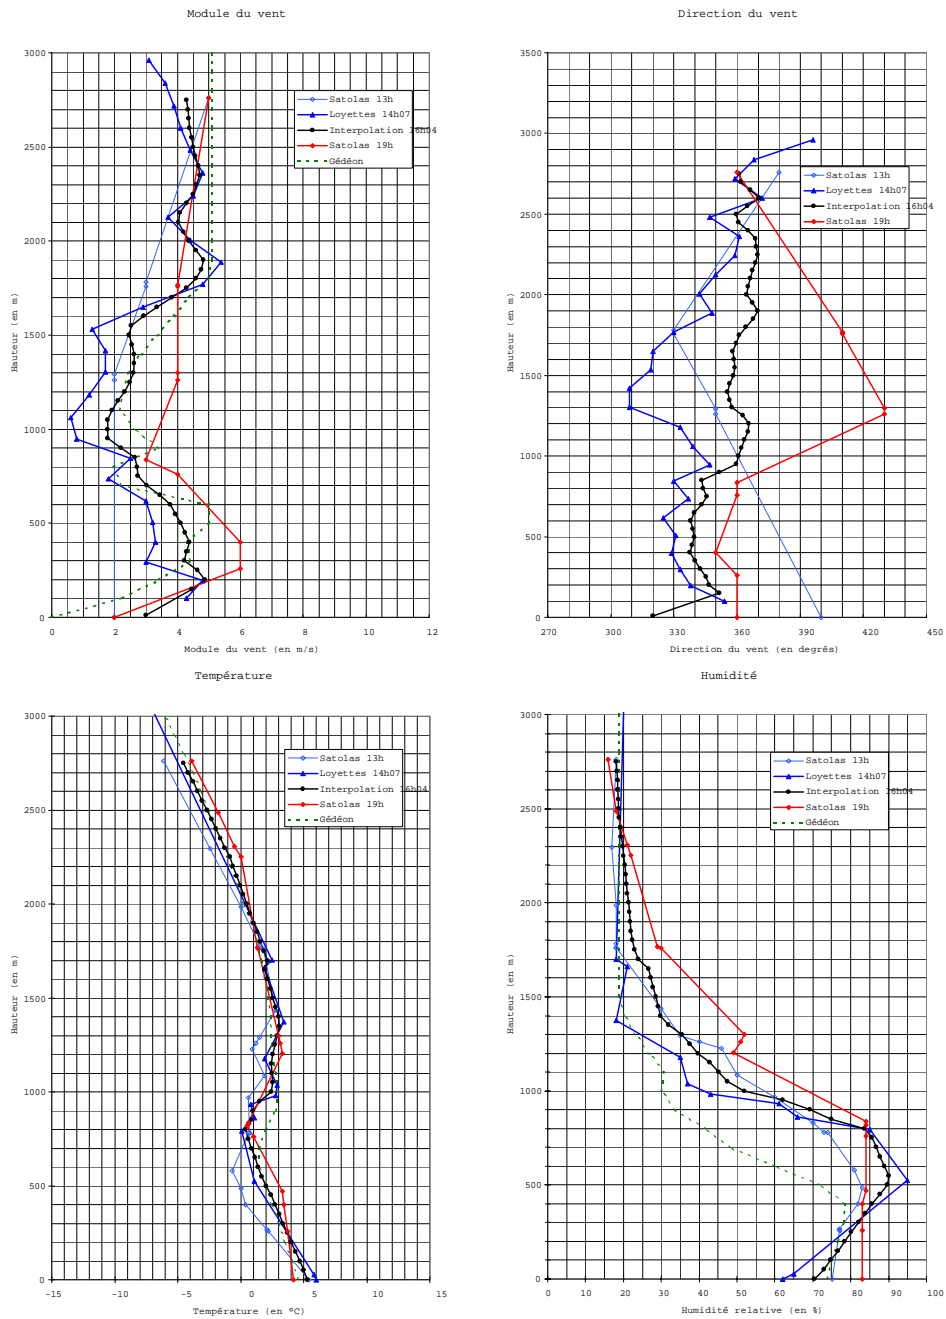 Module du vent
3000
2500
2000
1500
1000
500
0
Hauteur (en m)
0 2 4 6 8 10 12
Module du vent (en m/s)
Satolas 13h
Loyettes 14h07
Interpolation 16h04
Satolas 19h
Gédéon
Direction du vent
3500
3000
2500
2000
1500
1000
500
0
Hauteur (en m)
270 300 330 360 390 420 450
Direction du vent (en degrés)
Satolas 13h
Loyettes 14h07
Interpolation 16h04
Satolas 19h
Température
3000
2500
2000
1500
1000
500
0
Hauteur (en m)
-15 -10 -5 0 5 10 15
Température (en °C)
Satolas 13h
Loyettes 14h07
Interpolation 16h04
Satolas 19h
Gédéon
Humidité
3000
2500
2000
1500
1000
500
0
Hauteur (en m)
0 10 20 30 40 50 60 70 80 90 100
Humidité relative (en %)
Satolas 13h
Loyettes 14h07
Interpolation 16h04
Satolas 19h
Gédéon